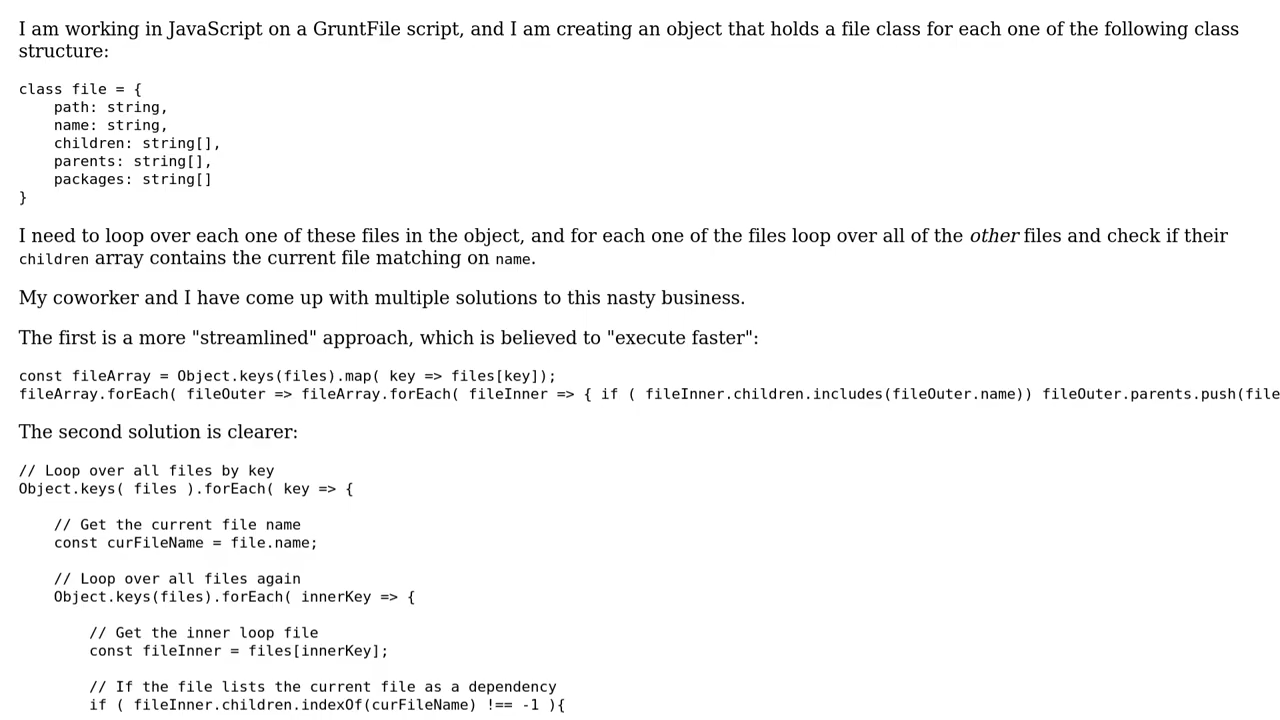 I am working in JavaScript on a GruntFile script, and I am creating an object that holds a file class for each one of the following class
structure:
class file = {
    path: string,
    name: string,
    children: string[],
    parents: string[],
    packages: string[]
}
I need to loop over each one of these files in the object, and for each one of the files loop over all of the other files and check if their
children array contains the current file matching on name.
My coworker and I have come up with multiple solutions to this nasty business.
The first is a more "streamlined" approach, which is believed to "execute faster":
const fileArray = Object.keys(files).map( key => files[key]);
fileArray.forEach( fileOuter => fileArray.forEach( fileInner => { if ( fileInner.children.includes(fileOuter.name)) fileOuter.parents.push(file
The second solution is clearer:
// Loop over all files by key
Object.keys( files ).forEach( key => {
    // Get the current file name
    const curFileName = file.name;
    // Loop over all files again
    Object.keys(files).forEach( innerKey => {
        // Get the inner loop file
        const fileInner = files[innerKey];
        // If the file lists the current file as a dependency
        if ( fileInner.children.indexOf(curFileName) !== -1 ){